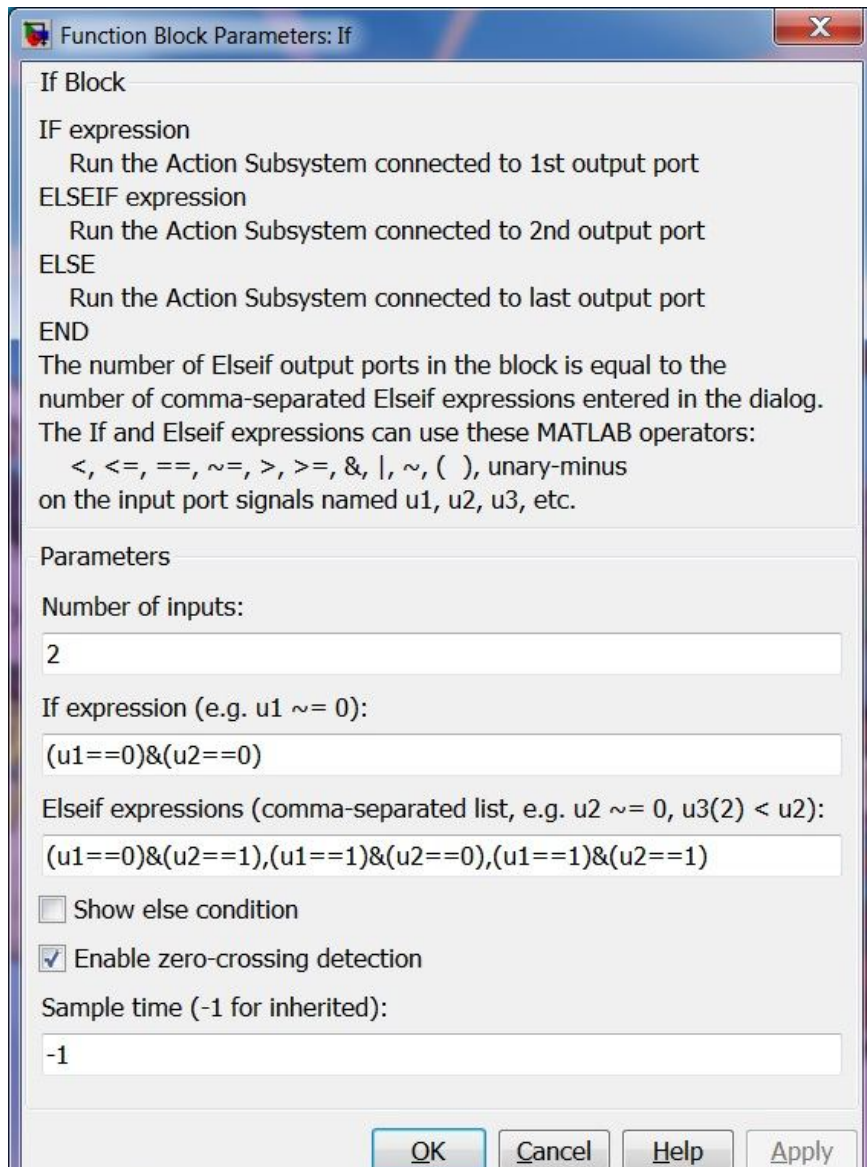 Function Block Parameters: If
If Block
IF expression
Run the Action Subsystem connected to 1st output port
ELSEIF expression
Run the Action Subsystem connected to 2nd output port
ELSE
Run the Action Subsystem connected to last output port
END
The number of Elseif output ports in the block is equal to the
number of comma-separated Elseif expressions entered in the dialog.
The If and Elseif expressions can use these MATLAB operators:
<, <=, ==, ~=, >, >=, &, |, ~, ( ), unary-minus
on the input port signals named u1, u2, u3, etc.
Parameters
Number of inputs:
2
If expression (e.g. u1 ~= 0):
(u1==0)&(u2==0)
Elseif expressions (comma-separated list, e.g. u2 ~= 0, u3(2) < u2):
(u1==0)&(u2==1),(u1==1)&(u2==0),(u1==1)&(u2==1)
Show else condition
Enable zero-crossing detection
Sample time (-1 for inherited):
-1
OK Cancel Help Apply